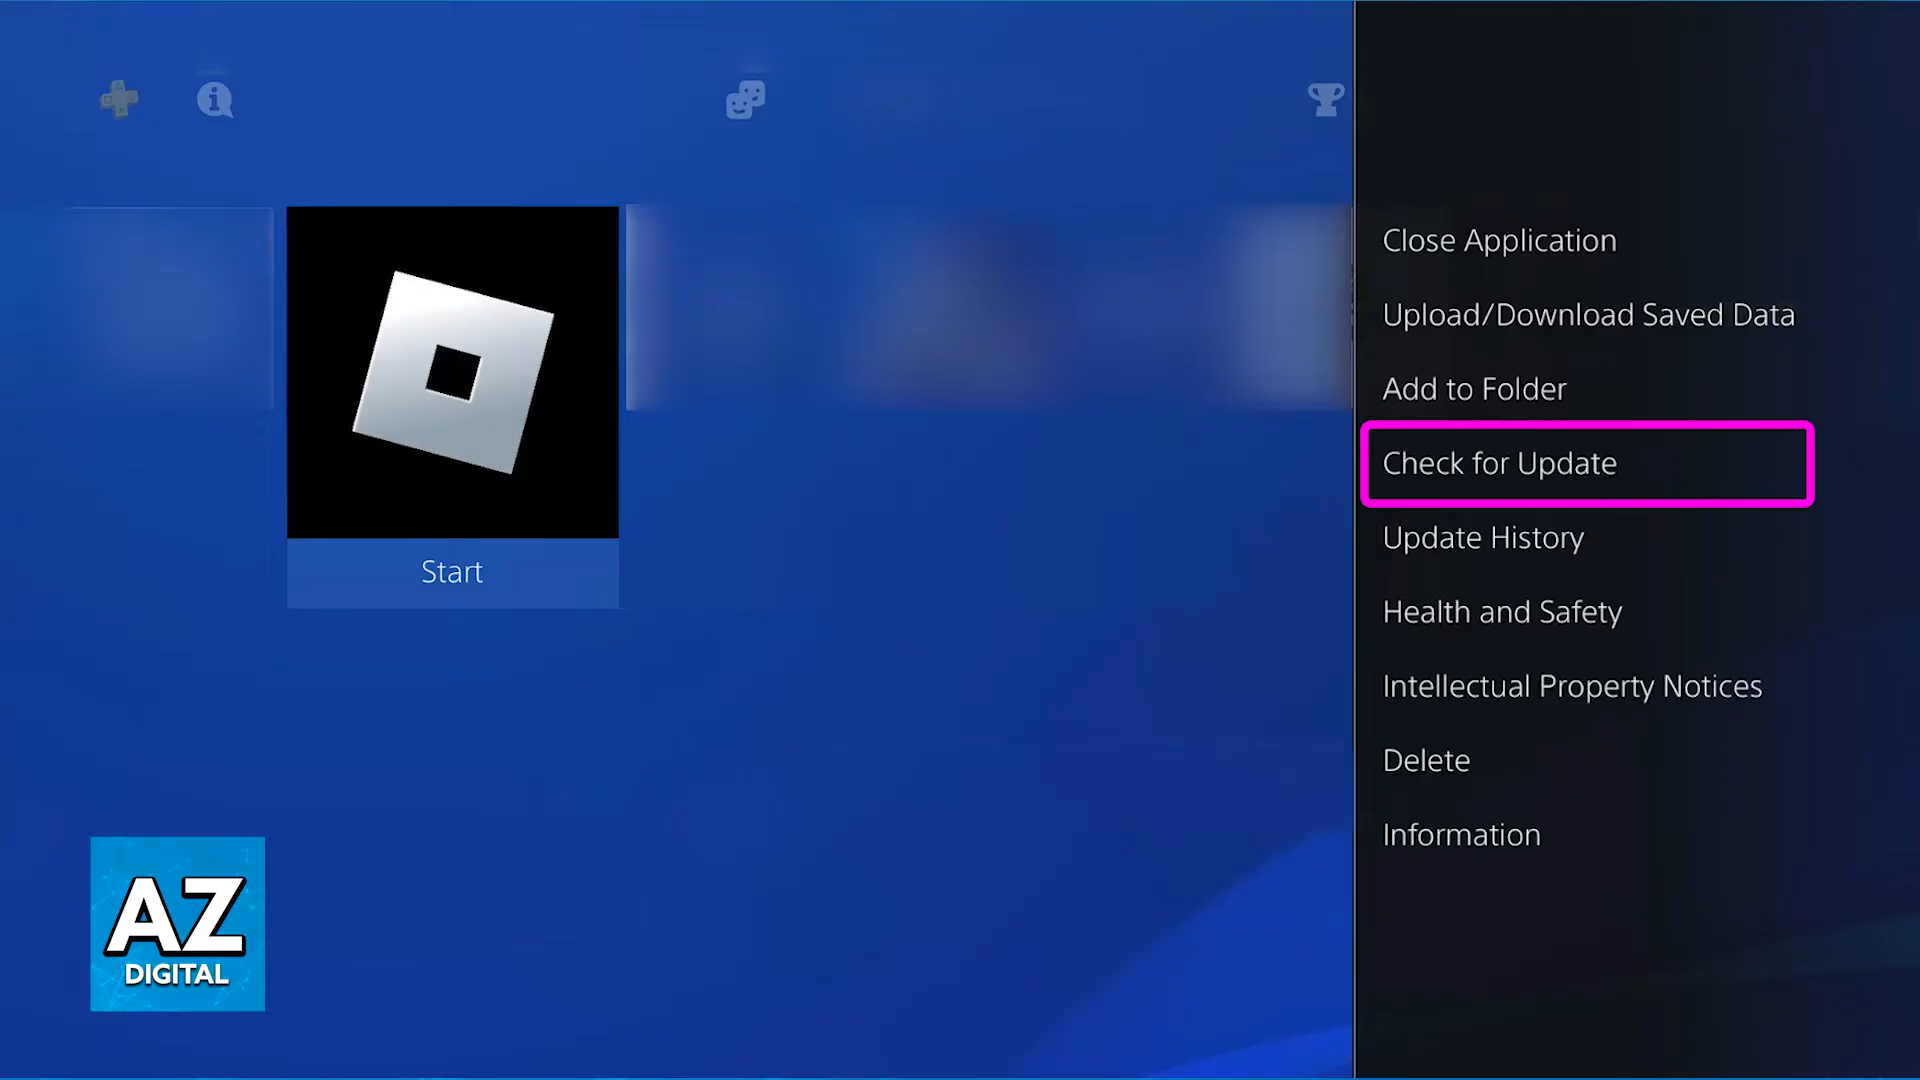 Close Application
Upload/Download Saved Data
Add to Folder
Check for Update
Update History
Start
Health and Safety
Intellectual Property Notices
Delete
Information
AZ
DIGITAL